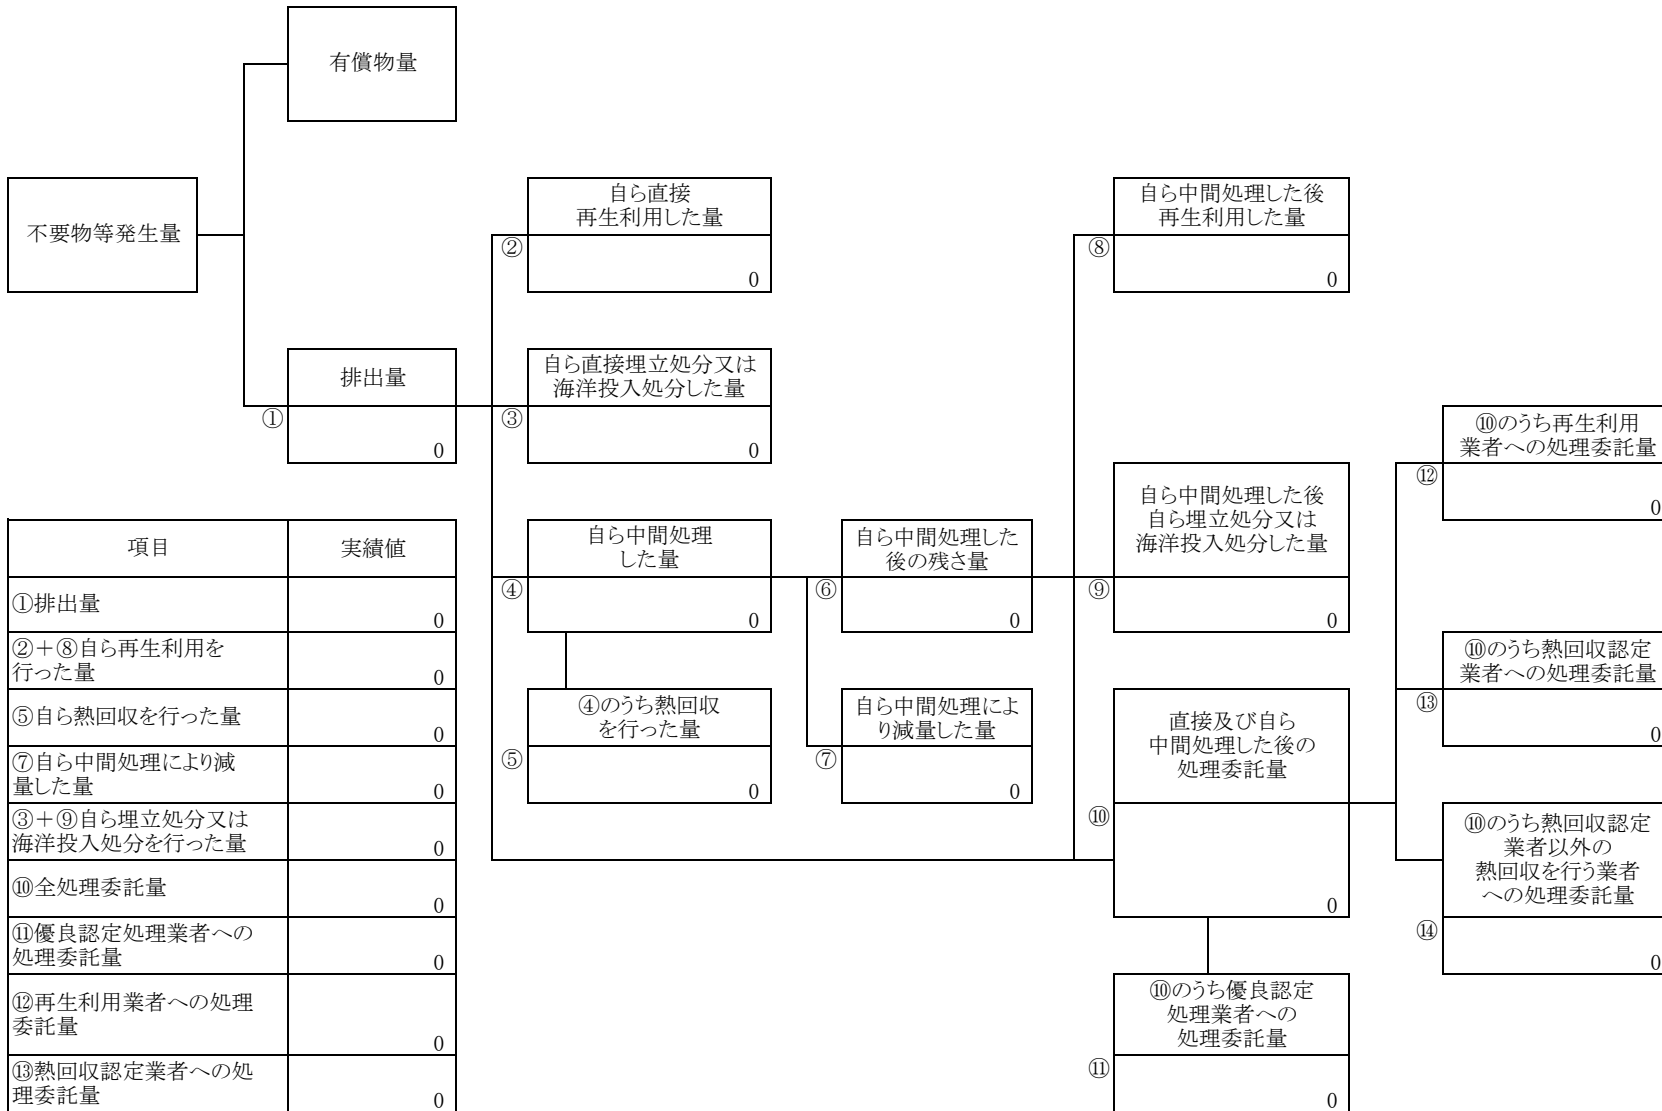 有償物量
不要物等発生量
自ら直接
再生利用した量
②
0
自ら中間処理した後
再生利用した量
⑧
0
排出量
①
0
自ら直接埋立処分又は
海洋投入処分した量
③
0
⑩のうち再生利用
業者への処理委託量
⑫
0
自ら中間処理
した量
④
0
自ら中間処理した
後の残さ量
⑥
0
自ら中間処理した後
自ら埋立処分又は
海洋投入処分した量
⑨
0
⑩のうち熱回収認定
業者への処理委託量
⑬
0
④のうち熱回収
を行った量
⑤
0
自ら中間処理によ
り減量した量
⑦
0
直接及び自ら
中間処理した後の
処理委託量
⑩
0
⑩のうち熱回収認定
業者以外の
熱回収を行う業者
への処理委託量
⑭
0
⑩のうち優良認定
処理業者への
処理委託量
⑪
0
項目 実績値
①排出量
0
②＋⑧自ら再生利用を
行った量
0
⑤自ら熱回収を行った量
0
⑦自ら中間処理により減
量した量
0
③＋⑨自ら埋立処分又は
海洋投入処分を行った量
0
⑩全処理委託量
0
⑪優良認定処理業者への
処理委託量
0
⑫再生利用業者への処理
委託量
0
⑬熱回収認定業者への処
理委託量
0